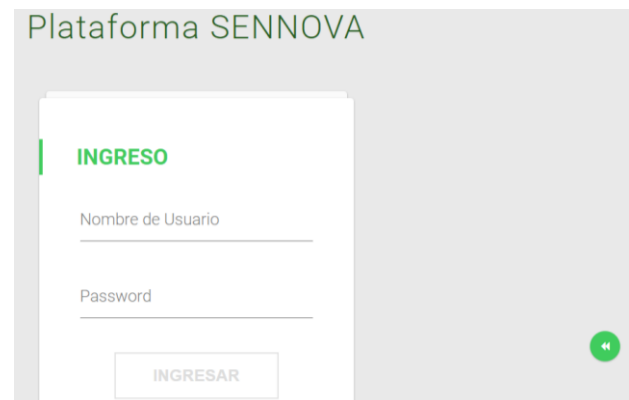 Plataforma SENNOVA
INGRESO
Nombre de Usuario
Password
INGRESAR